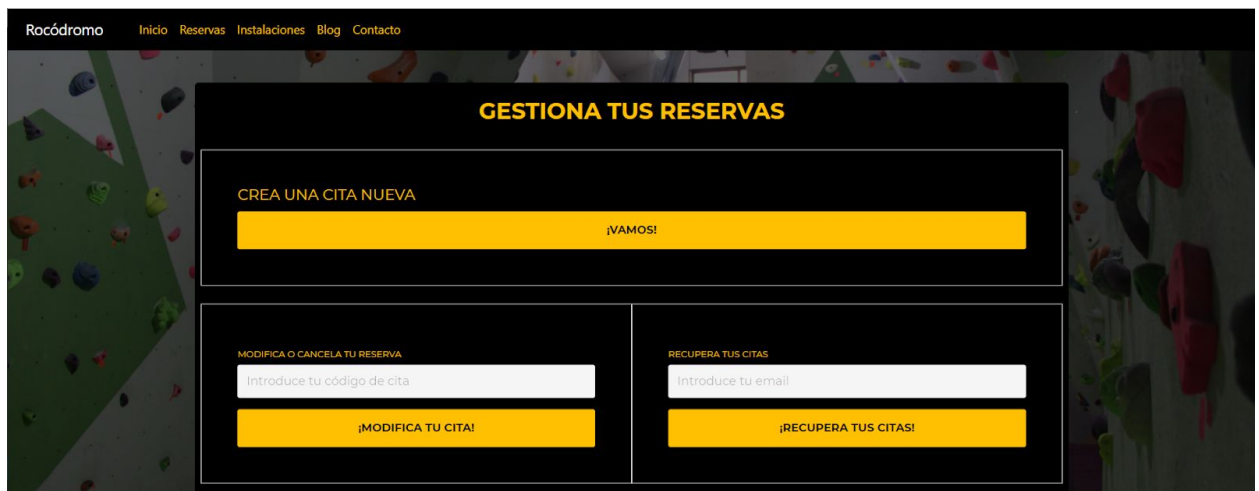 Rocódromo Inicio Reservas Instalaciones Blog Contacto
GESTIONA TUS RESERVAS
CREA UNA CITA NUEVA
¡VAMOS!
MODIFICA O CANCELA TU RESERVA
Introduce tu código de cita
¡MODIFICA TU CITA!
RECUPERA TUS CITAS
Introduce tu email
¡RECUPERA TUS CITAS!